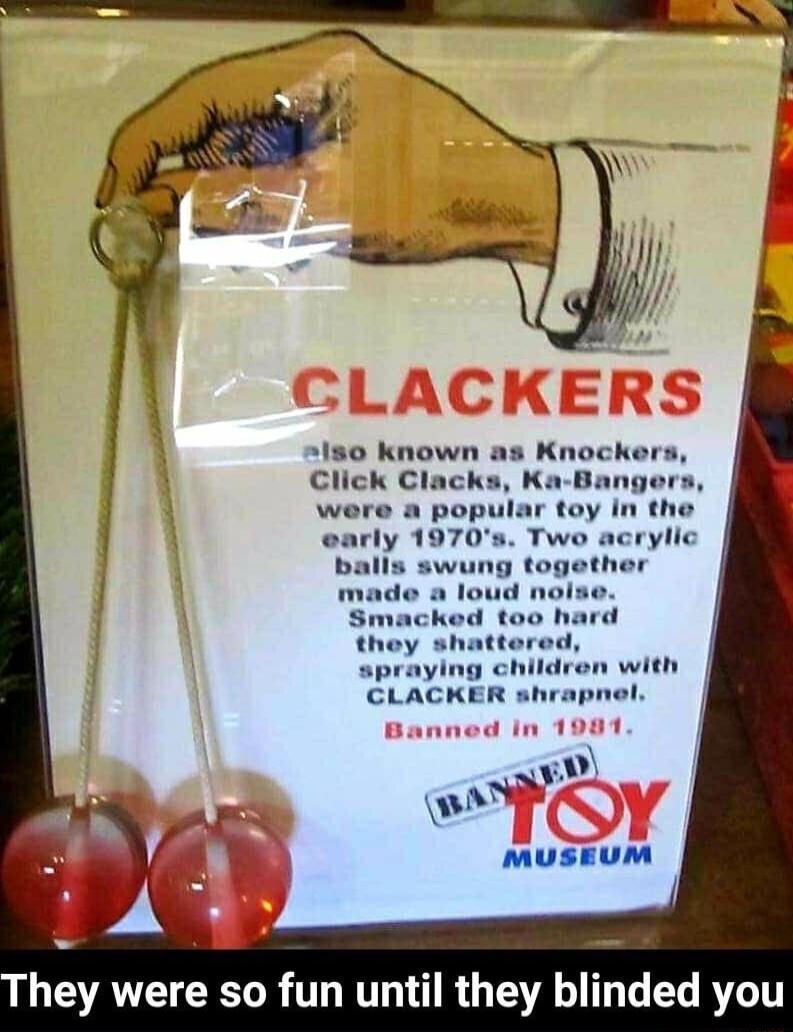 CLACKERS
also known as Knockers,
Click Clacks, Ka-Bangers,
were a popular toy in the
early 1970's. Two acrylic
balls swung together
made a loud noise.
Smacked too hard
they shattered,
spraying children with
CLACKER shrapnel.
Banned in 1981.
BANNED
TOY
MUSEUM
They were so fun until they blinded you